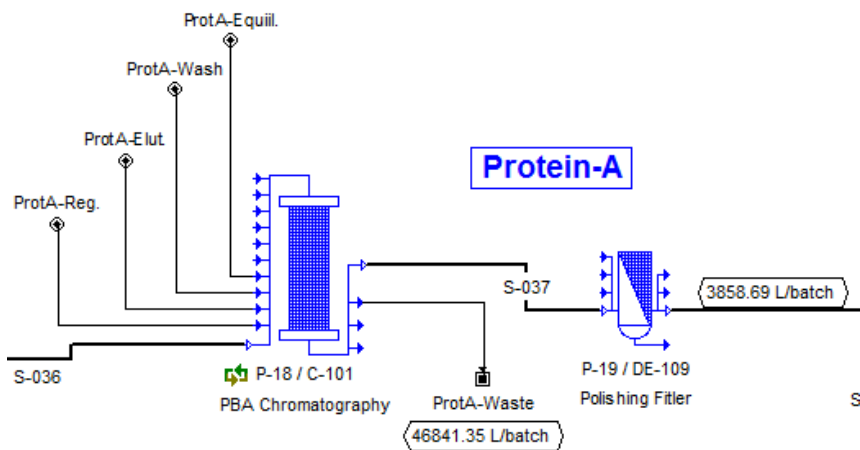 ProtA-Equiil.
ProtA-Wash
ProtA-Elut.
ProtA-Reg.
Protein-A
S-037
3858.69 L/batch
S-036
P-18 / C-101
PBA Chromatography
ProtA-Waste
46841.35 L/batch
P-19 / DE-109
Polishing Fitler
S